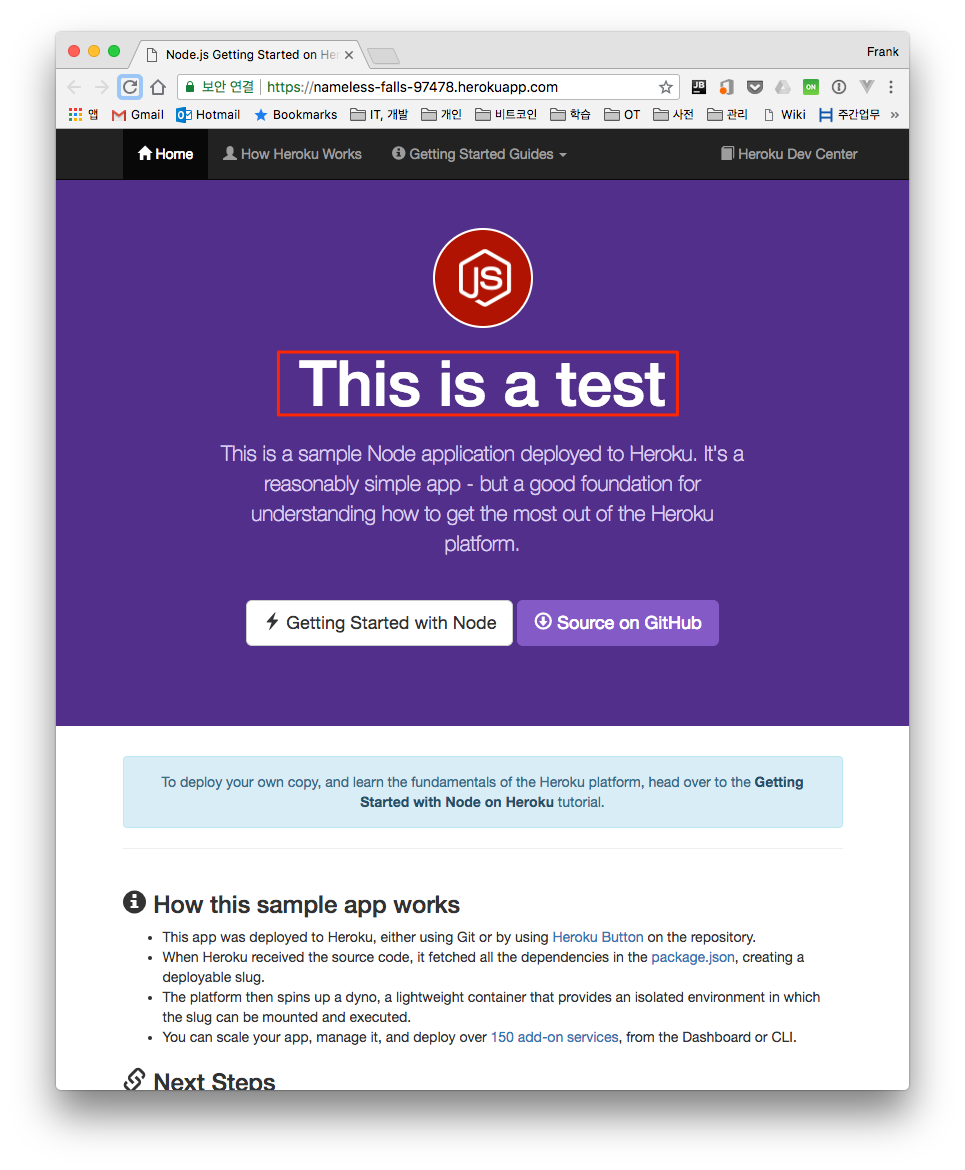 Node.js Getting Started on Her
Frank
보안 연결 https://nameless-falls-97478.herokuapp.com JB ON
앱 Gmail Hotmail Bookmarks IT, 개발 개인 비트코인 학습 OT 사전 관리 Wiki 주간업무 »
Home How Heroku Works Getting Started Guides Heroku Dev Center
JS
This is a test
This is a sample Node application deployed to Heroku. It's a
reasonably simple app - but a good foundation for
understanding how to get the most out of the Heroku
platform.
Getting Started with Node Source on GitHub
To deploy your own copy, and learn the fundamentals of the Heroku platform, head over to the Getting
Started with Node on Heroku tutorial.
How this sample app works
• This app was deployed to Heroku, either using Git or by using Heroku Button on the repository.
• When Heroku received the source code, it fetched all the dependencies in the package.json, creating a
deployable slug.
• The platform then spins up a dyno, a lightweight container that provides an isolated environment in which
the slug can be mounted and executed.
• You can scale your app, manage it, and deploy over 150 add-on services, from the Dashboard or CLI.
Next Steps